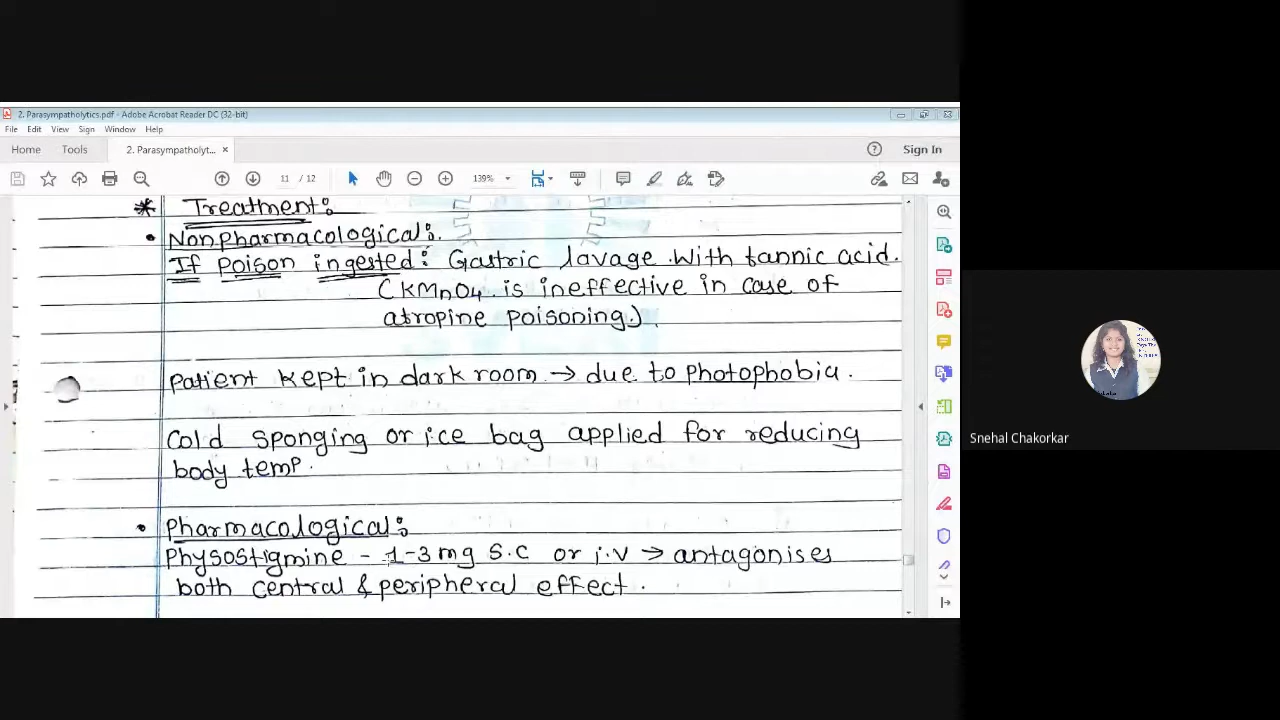 2. Parasympatholytics.pdf - Adobe Acrobat Reader DC (32-bit)
File Edit View Sign Window Help
Home Tools 2. Parasympatholyt... × Sign In
11 / 12 139%
* Treatment:
• Nonpharmacological:.
If poison ingested: Gastric lavage with tannic acid.
(KMnO4 is ineffective in case of
atropine poisoning.).
patient kept in dark room → due to photophobia.
Cold sponging or ice bag applied for reducing
body temp.
• Pharmacological:
Physostigmine - 1-3 mg S.C or i.v → antagonises
both central & peripheral effect.
Snehal Chakorkar